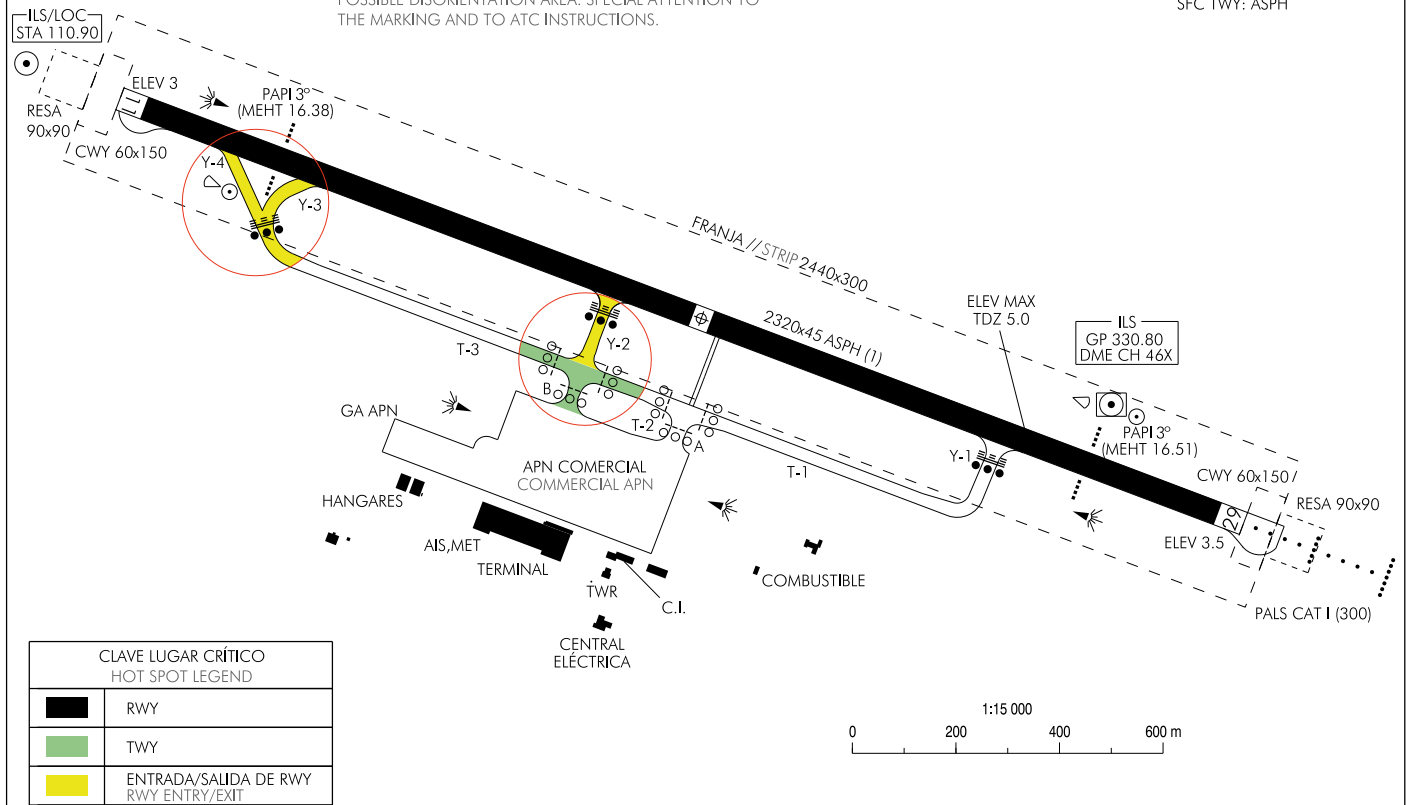 POSSIBLE DISORIENTATION AREA. SPECIAL ATTENTION TO
THE MARKING AND TO ATC INSTRUCTIONS.
SFC TWY: ASPH
ILS/LOC
STA 110.90
ELEV 3
PAPI 3º
(MEHT 16.38)
RESA
90x90
CWY 60x150
Y-4
Y-3
FRANJA // STRIP 2440x300
2320x45 ASPH (1)
ELEV MAX
TDZ 5.0
ILS
GP 330.80
DME CH 46X
Y-2
T-3
B
GA APN
T-2
A
T-1
Y-1
PAPI 3º
(MEHT 16.51)
CWY 60x150
RESA 90x90
29
ELEV 3.5
APN COMERCIAL
COMMERCIAL APN
HANGARES
AIS,MET
TERMINAL
TWR
C.I.
COMBUSTIBLE
CENTRAL
ELÉCTRICA
PALS CAT I (300)
CLAVE LUGAR CRÍTICO
HOT SPOT LEGEND
RWY
TWY
ENTRADA/SALIDA DE RWY
RWY ENTRY/EXIT
1:15 000
0 200 400 600 m